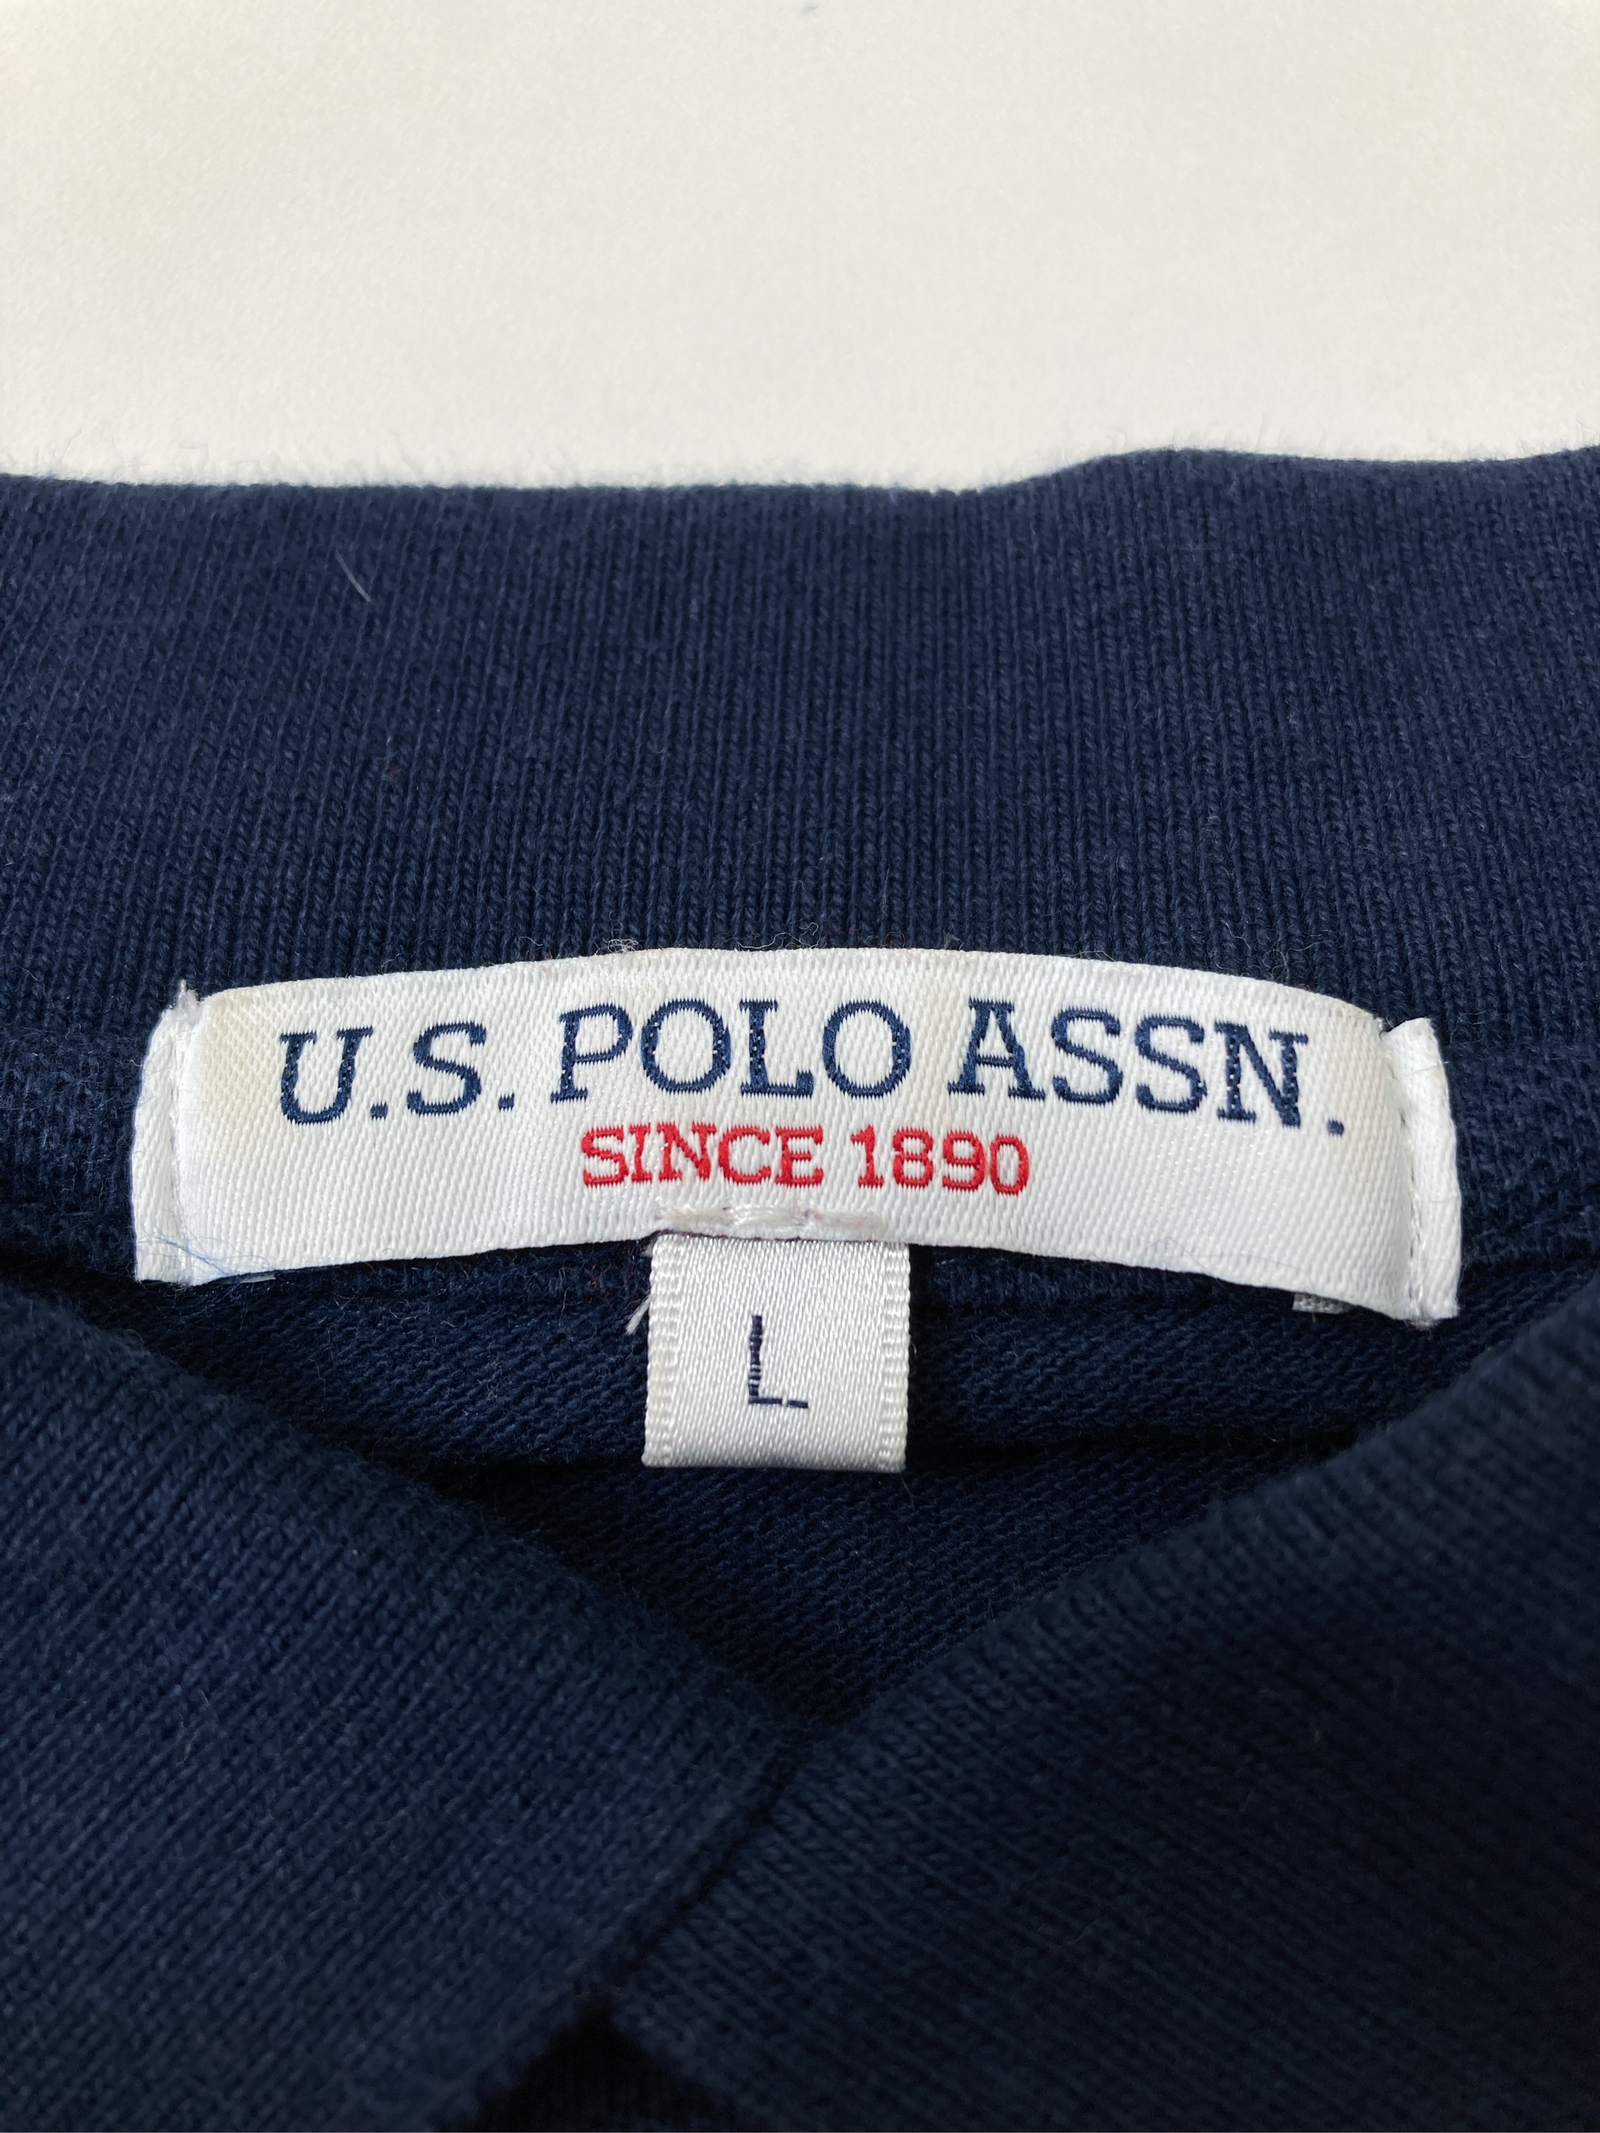 U.S. POLO ASSN.
SINCE 1890
L